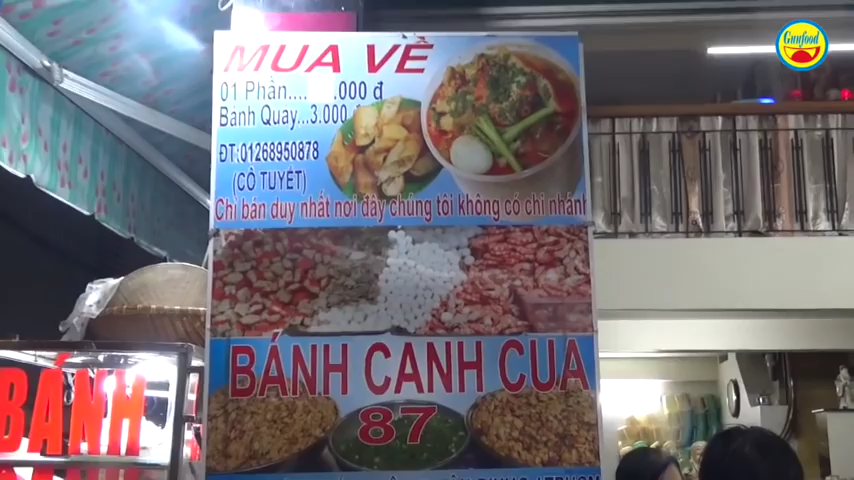 Gunfood
MUA VỀ
01 Phần.... .000 đ
Bánh Quay...3.000 đ
ĐT:01268950878
(CÔ TUYẾT)
Chỉ bán duy nhất nơi đây chúng tôi không có chi nhánh
BÁNH CANH CUA
87
BÁNH